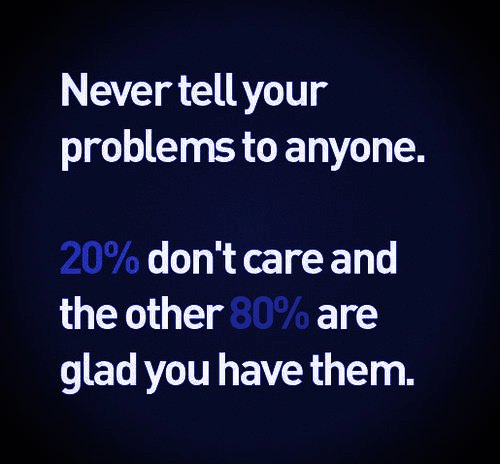 Never tell your
problems to anyone.
20% don't care and
the other 80% are
glad you have them.